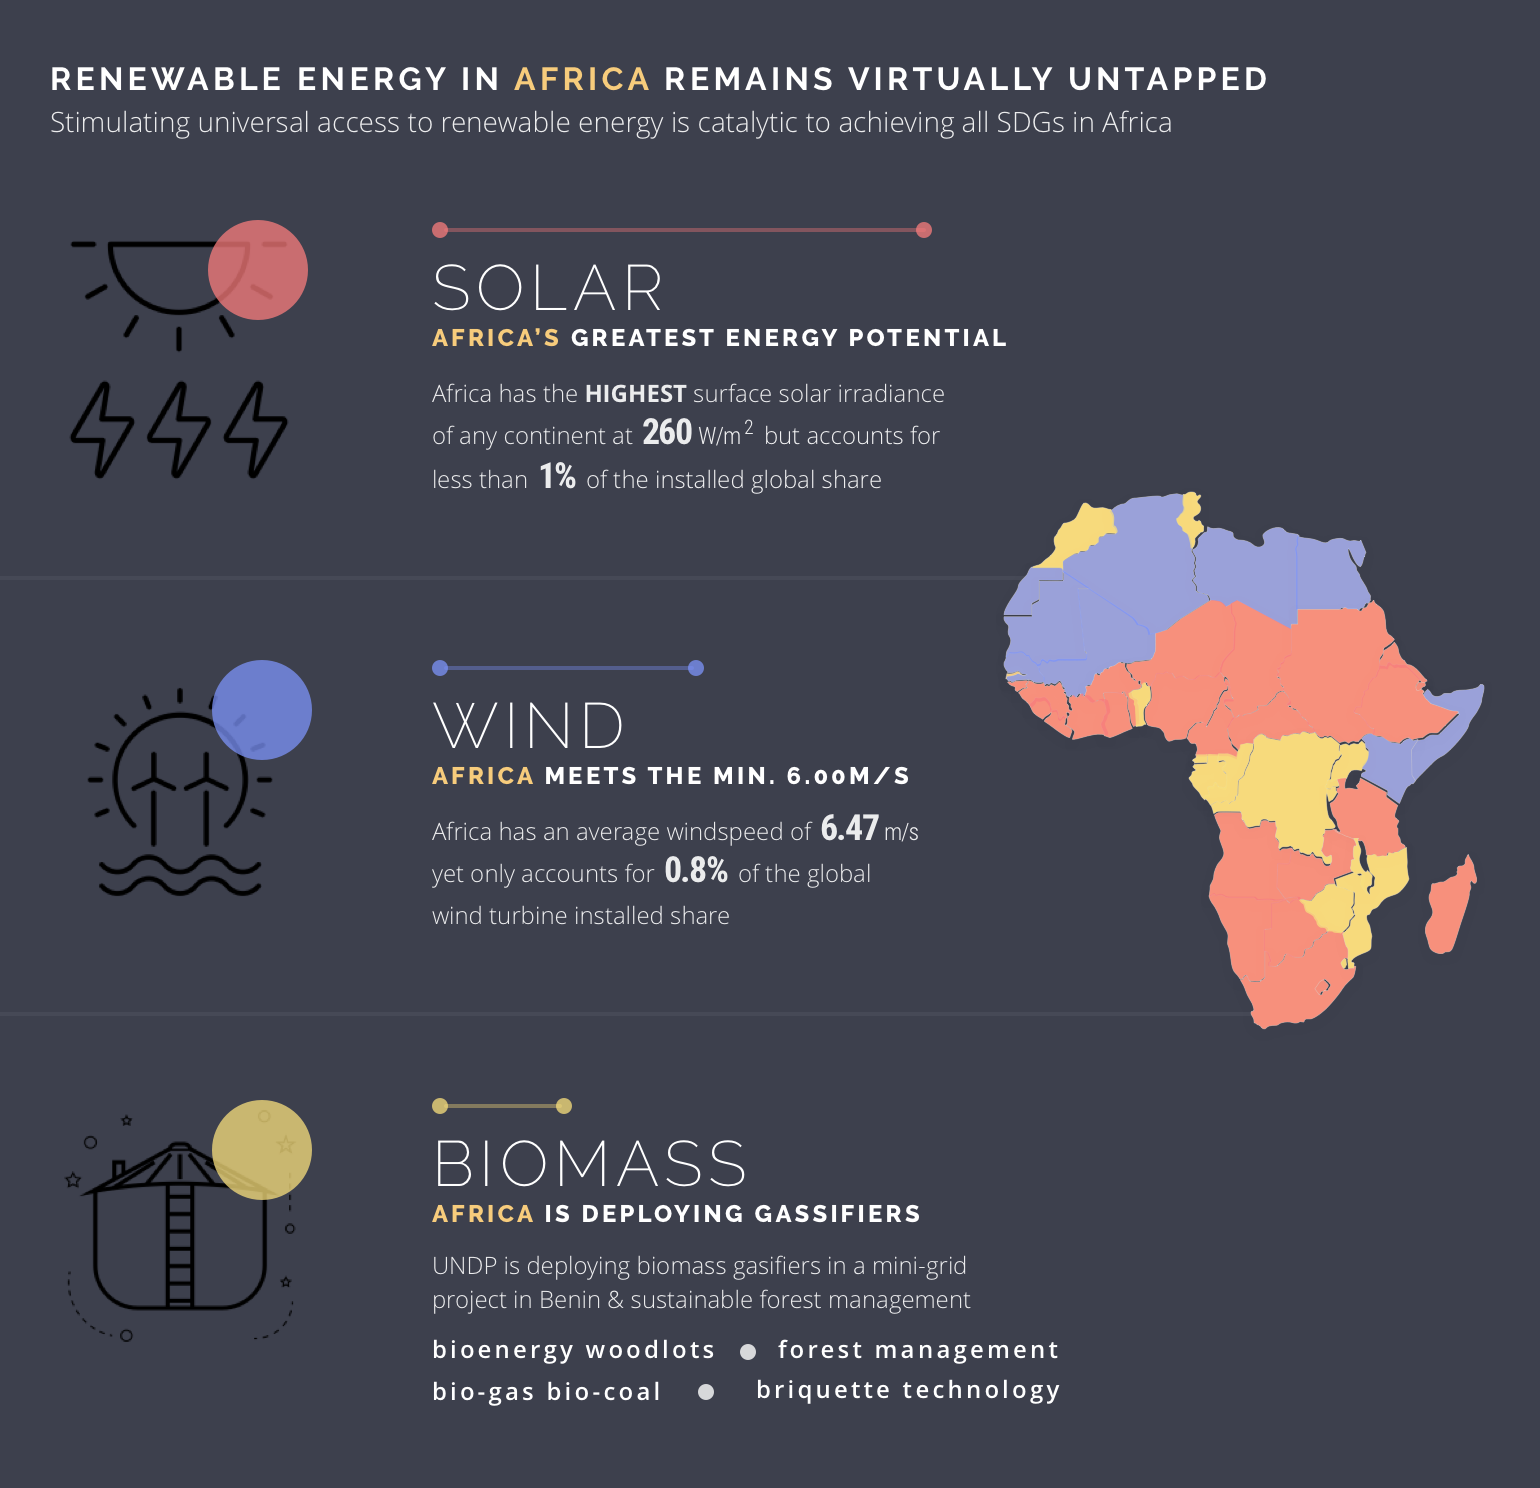 RENEWABLE ENERGY IN AFRICA REMAINS VIRTUALLY UNTAPPED
Stimulating universal access to renewable energy is catalytic to achieving all SDGs in Africa
SOLAR
AFRICA'S GREATEST ENERGY POTENTIAL
Africa has the HIGHEST surface solar irradiance
of any continent at 260 W/m² but accounts for
less than 1% of the installed global share
WIND
AFRICA MEETS THE MIN. 6.00M/S
Africa has an average windspeed of 6.47 m/s
yet only accounts for 0.8% of the global
wind turbine installed share
BIOMASS
AFRICA IS DEPLOYING GASSIFIERS
UNDP is deploying biomass gasifiers in a mini-grid
project in Benin & sustainable forest management
bioenergy woodlots ● forest management
bio-gas bio-coal ● briquette technology